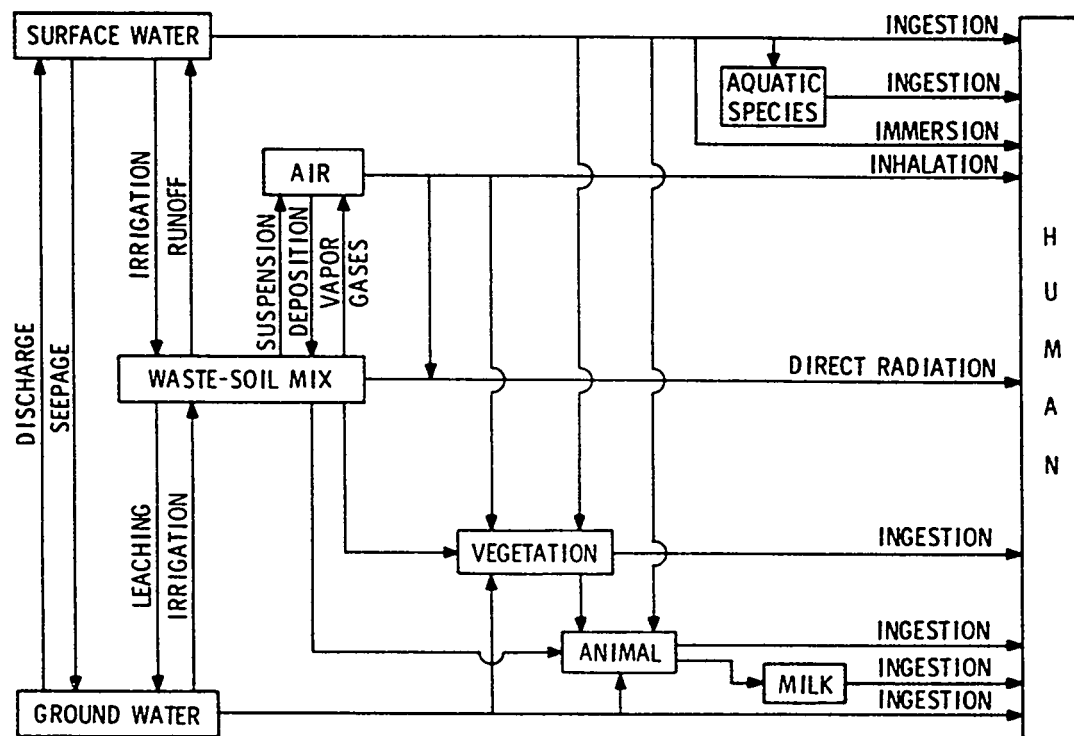 SURFACE WATER
INGESTION
AQUATIC
SPECIES
INGESTION
IMMERSION
INHALATION
AIR
IRRIGATION
RUNOFF
SUSPENSION
DEPOSITION
VAPOR
GASES
HUMAN
DISCHARGE
SEEPAGE
WASTE-SOIL MIX
DIRECT RADIATION
LEACHING
IRRIGATION
VEGETATION
INGESTION
ANIMAL
INGESTION
MILK
INGESTION
GROUND WATER
INGESTION